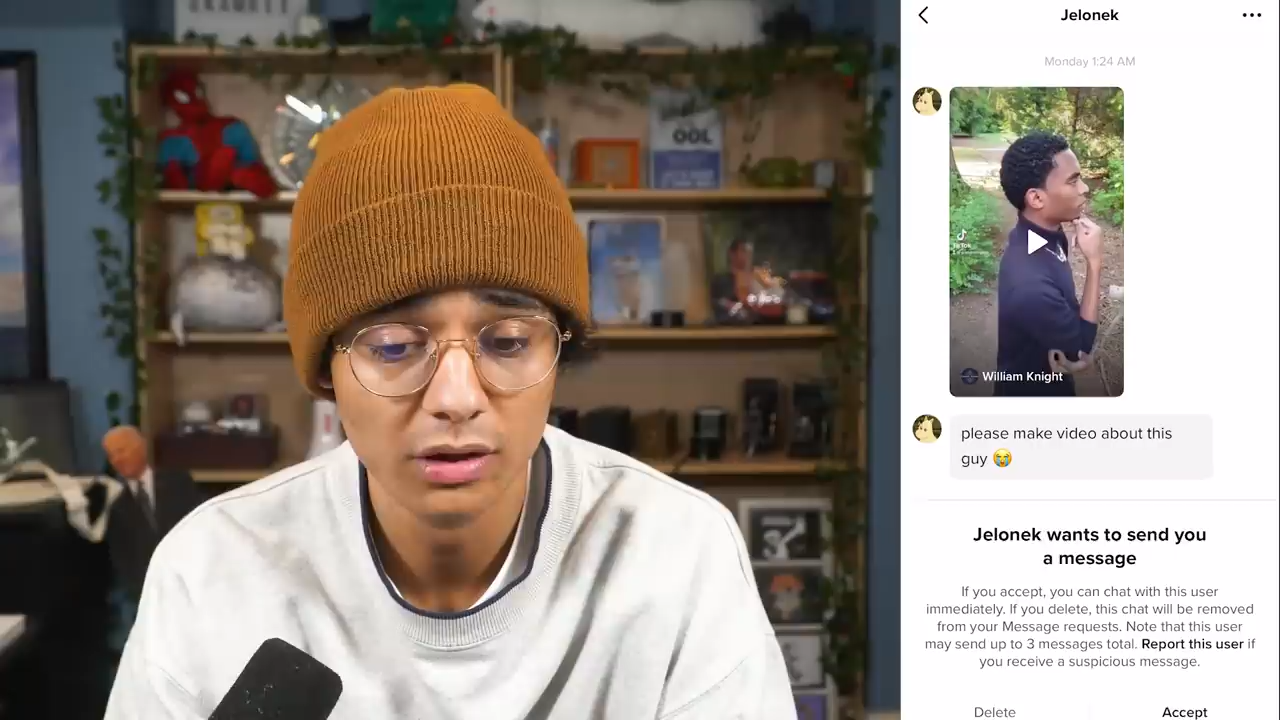 Jelonek
Monday 1:24 AM
OOL
TikTok
William Knight
please make video about this
guy 😭
Jelonek wants to send you
a message
If you accept, you can chat with this user
immediately. If you delete, this chat will be removed
from your Message requests. Note that this user
may send up to 3 messages total. Report this user if
you receive a suspicious message.
Delete
Accept